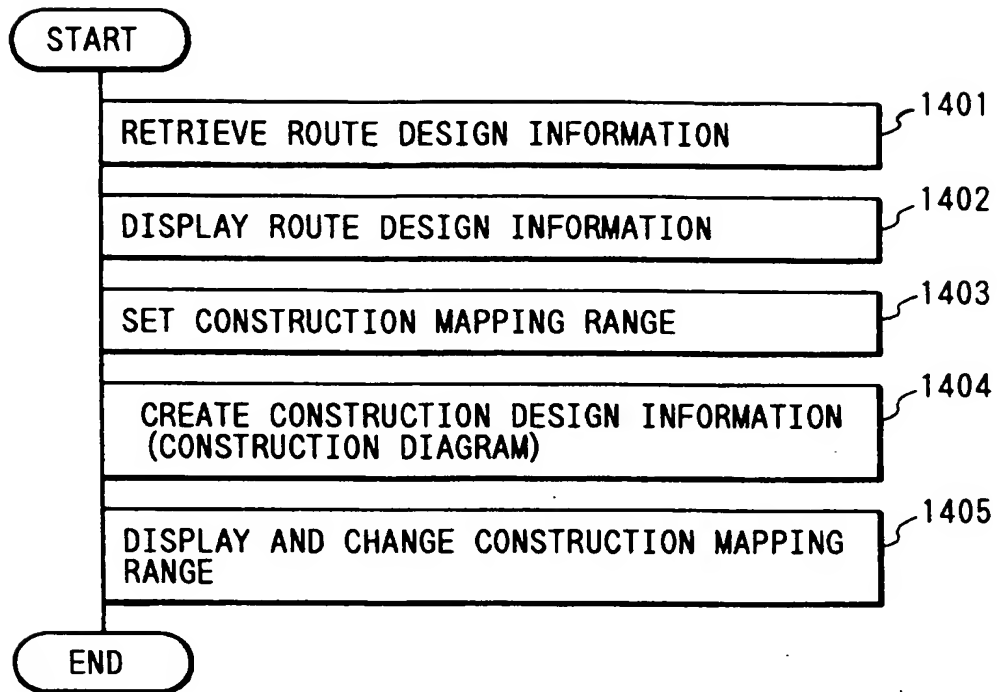 START
1401
RETRIEVE ROUTE DESIGN INFORMATION
1402
DISPLAY ROUTE DESIGN INFORMATION
1403
SET CONSTRUCTION MAPPING RANGE
1404
CREATE CONSTRUCTION DESIGN INFORMATION
(CONSTRUCTION DIAGRAM)
1405
DISPLAY AND CHANGE CONSTRUCTION MAPPING
RANGE
END